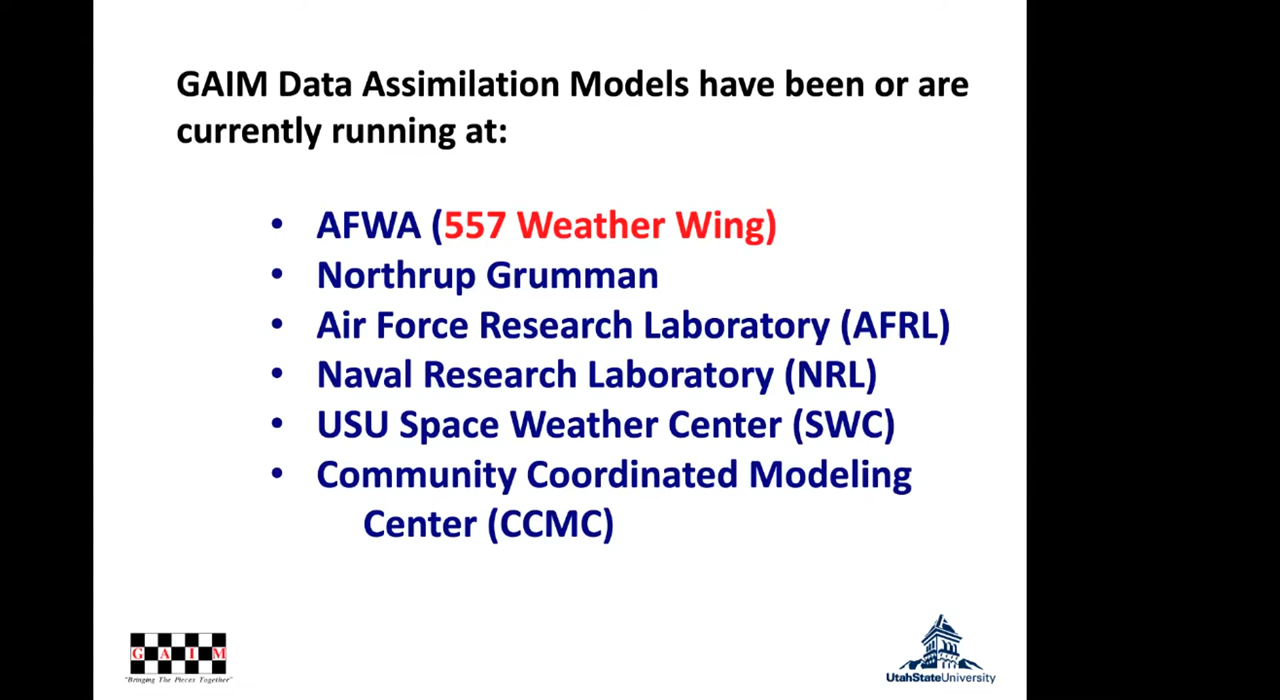 GAIM Data Assimilation Models have been or are
currently running at:
• AFWA (557 Weather Wing)
• Northrup Grumman
• Air Force Research Laboratory (AFRL)
• Naval Research Laboratory (NRL)
• USU Space Weather Center (SWC)
• Community Coordinated Modeling
Center (CCMC)
GAIM
"Bringing The Pieces Together"
UtahStateUniversity